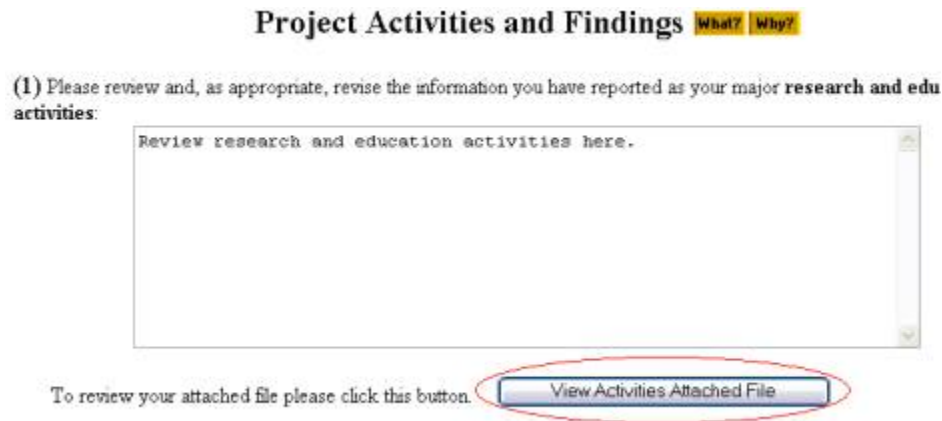 Project Activities and Findings What? Why?
(1) Please review and, as appropriate, revise the information you have reported as your major research and edu
activities:
Review research and education activities here.
To review your attached file please click this button. View Activities Attached File